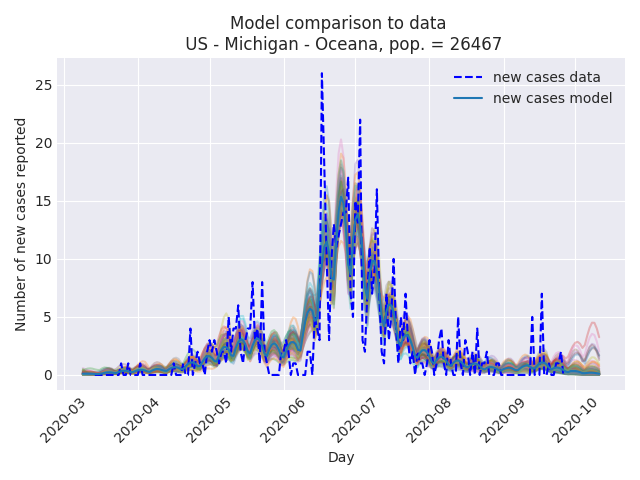 Model comparison to data
US - Michigan - Oceana, pop. = 26467
Number of new cases reported
25
20
15
10
5
0
new cases data
new cases model
2020-03
2020-04
2020-05
2020-06
2020-07
2020-08
2020-09
2020-10
Day